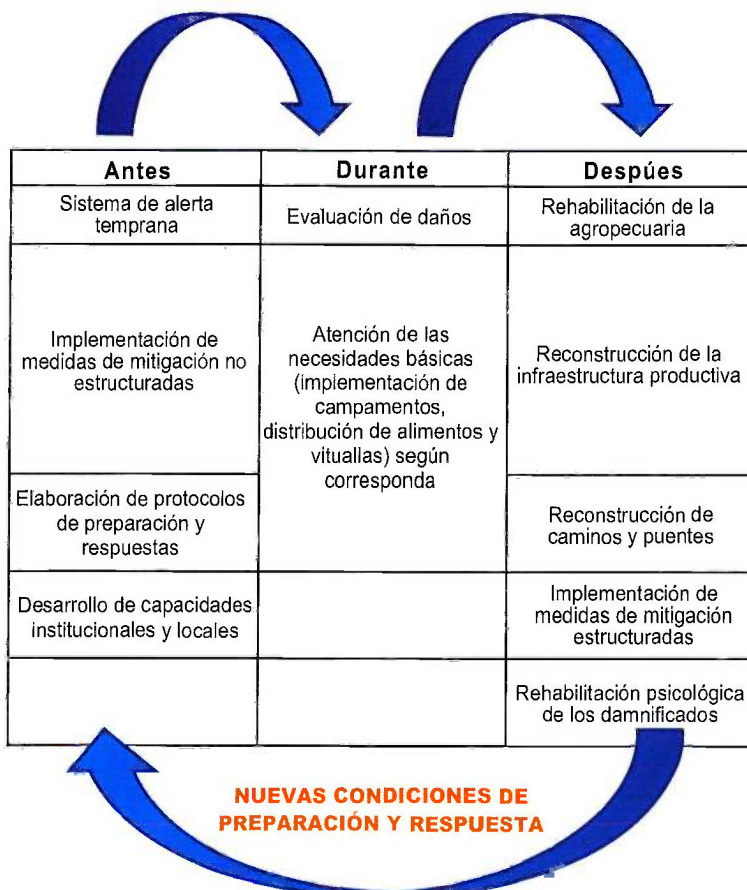 Antes
Durante
Despúes
Sistema de alerta
temprana
Evaluación de daños
Rehabilitación de la
agropecuaria
Implementación de
medidas de mitigación no
estructuradas
Atención de las
necesidades básicas
(implementación de
campamentos,
distribución de alimentos y
vituallas) según
corresponda
Reconstrucción de la
infraestructura productiva
Elaboración de protocolos
de preparación y
respuestas
Reconstrucción de
caminos y puentes
Desarrollo de capacidades
institucionales y locales
Implementación de
medidas de mitigación
estructuradas
Rehabilitación psicológica
de los damnificados
NUEVAS CONDICIONES DE
PREPARACIÓN Y RESPUESTA